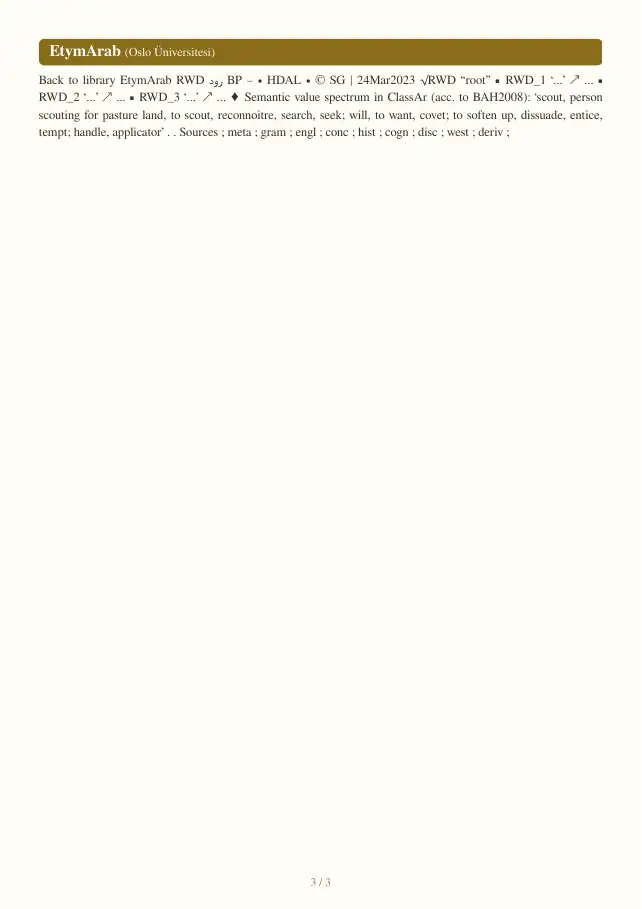 EtymArab (Oslo Üniversitesi)
Back to library EtymArab RWD رود BP – • HDAL • © SG | 24Mar2023 √RWD “root” ▪ RWD_1 ‘...’ ↗ ... ▪
RWD_2 ‘...’ ↗ ... ▪ RWD_3 ‘...’ ↗ ... ♦ Semantic value spectrum in ClassAr (acc. to BAH2008): ‘scout, person
scouting for pasture land, to scout, reconnoitre, search, seek; will, to want, covet; to soften up, dissuade, entice,
tempt; handle, applicator’ . . Sources ; meta ; gram ; engl ; conc ; hist ; cogn ; disc ; west ; deriv ;
3 / 3